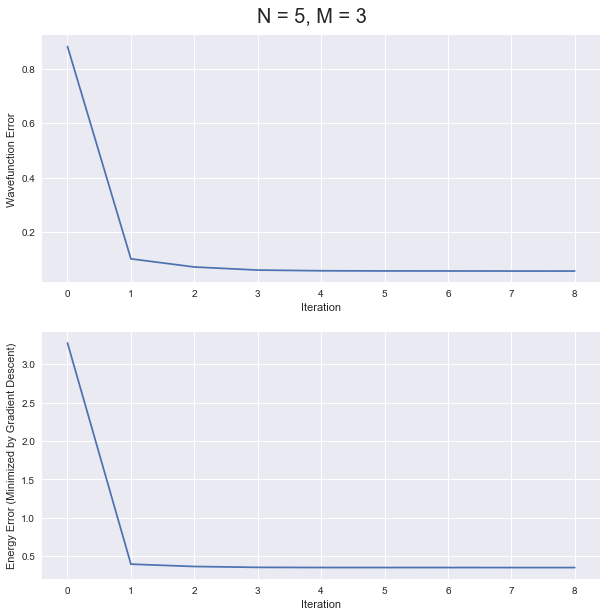 N = 5, M = 3
Wavefunction Error
0.8
0.6
0.4
0.2
0 1 2 3 4 5 6 7 8
Iteration
Energy Error (Minimized by Gradient Descent)
3.0
2.5
2.0
1.5
1.0
0.5
0 1 2 3 4 5 6 7 8
Iteration